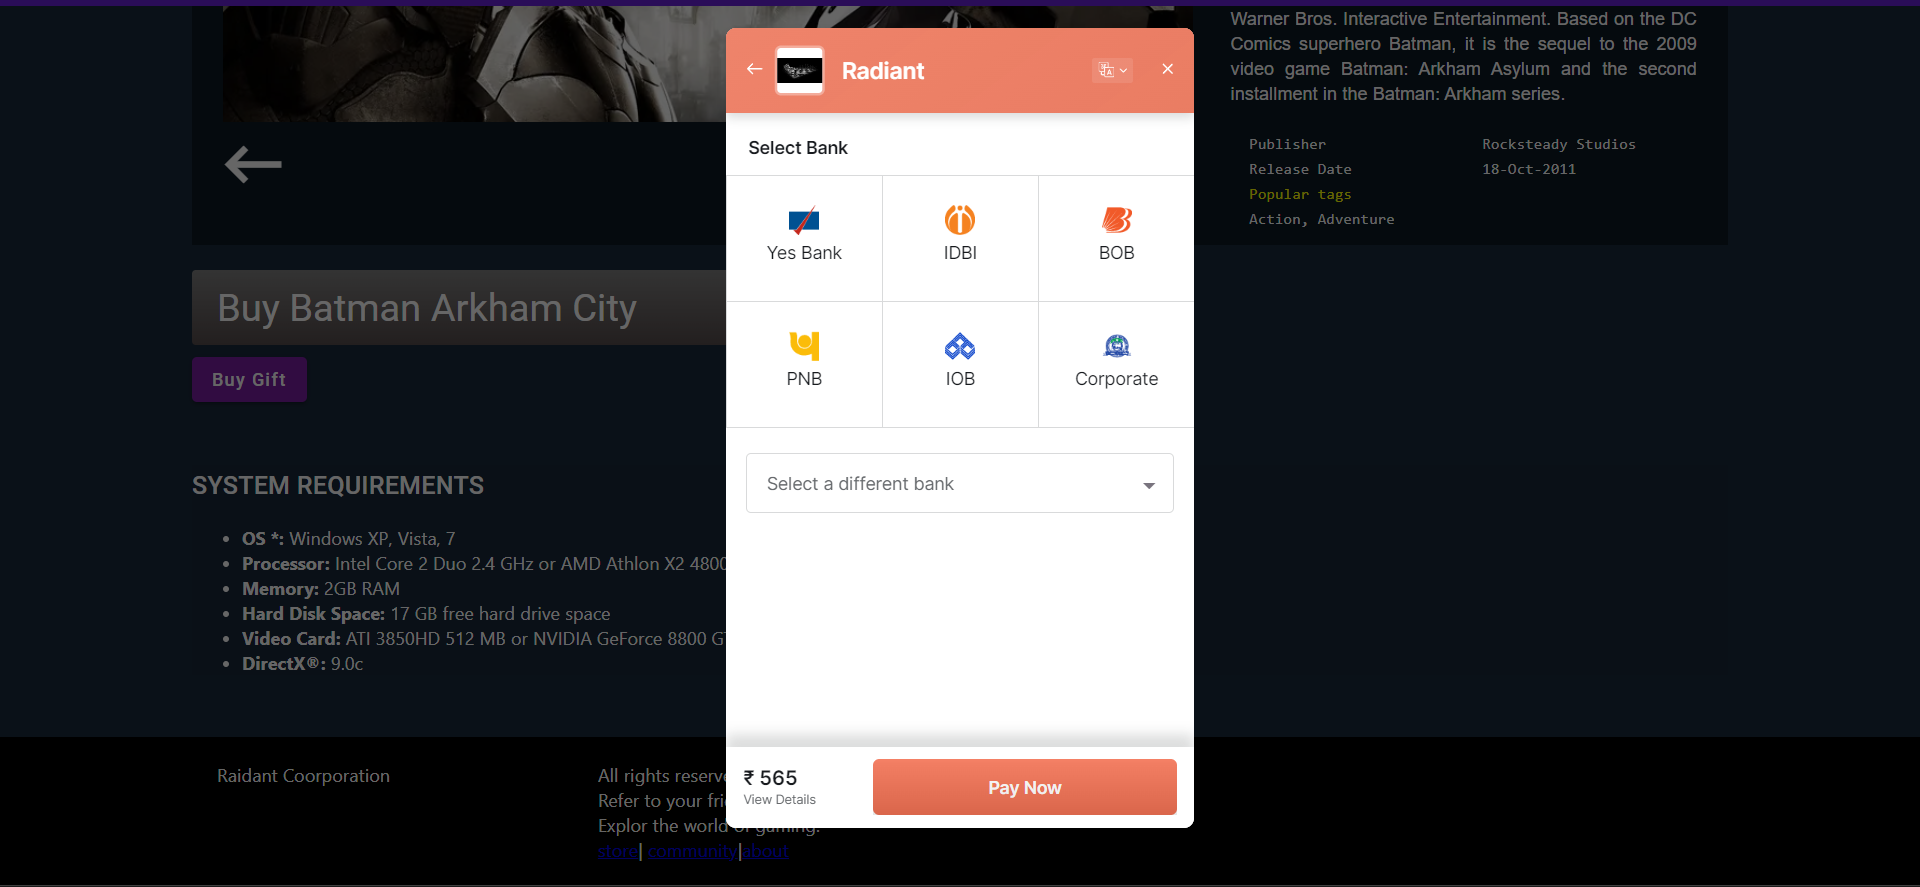 Warner Bros. Interactive Entertainment. Based on the DC
Comics superhero Batman, it is the sequel to the 2009
video game Batman: Arkham Asylum and the second
installment in the Batman: Arkham series.
Publisher Rocksteady Studios
Release Date 18-Oct-2011
Popular tags
Action, Adventure
Buy Batman Arkham City
Buy Gift
SYSTEM REQUIREMENTS
• OS *: Windows XP, Vista, 7
• Processor: Intel Core 2 Duo 2.4 GHz or AMD Athlon X2 4800
• Memory: 2GB RAM
• Hard Disk Space: 17 GB free hard drive space
• Video Card: ATI 3850HD 512 MB or NVIDIA GeForce 8800
• DirectX®: 9.0c
Radiant
Select Bank
Yes Bank IDBI BOB
PNB IOB Corporate
Select a different bank
₹ 565
View Details
Pay Now
Raidant Coorporation
All rights
Refer to your
Explor the world of gaming.
store| community|about